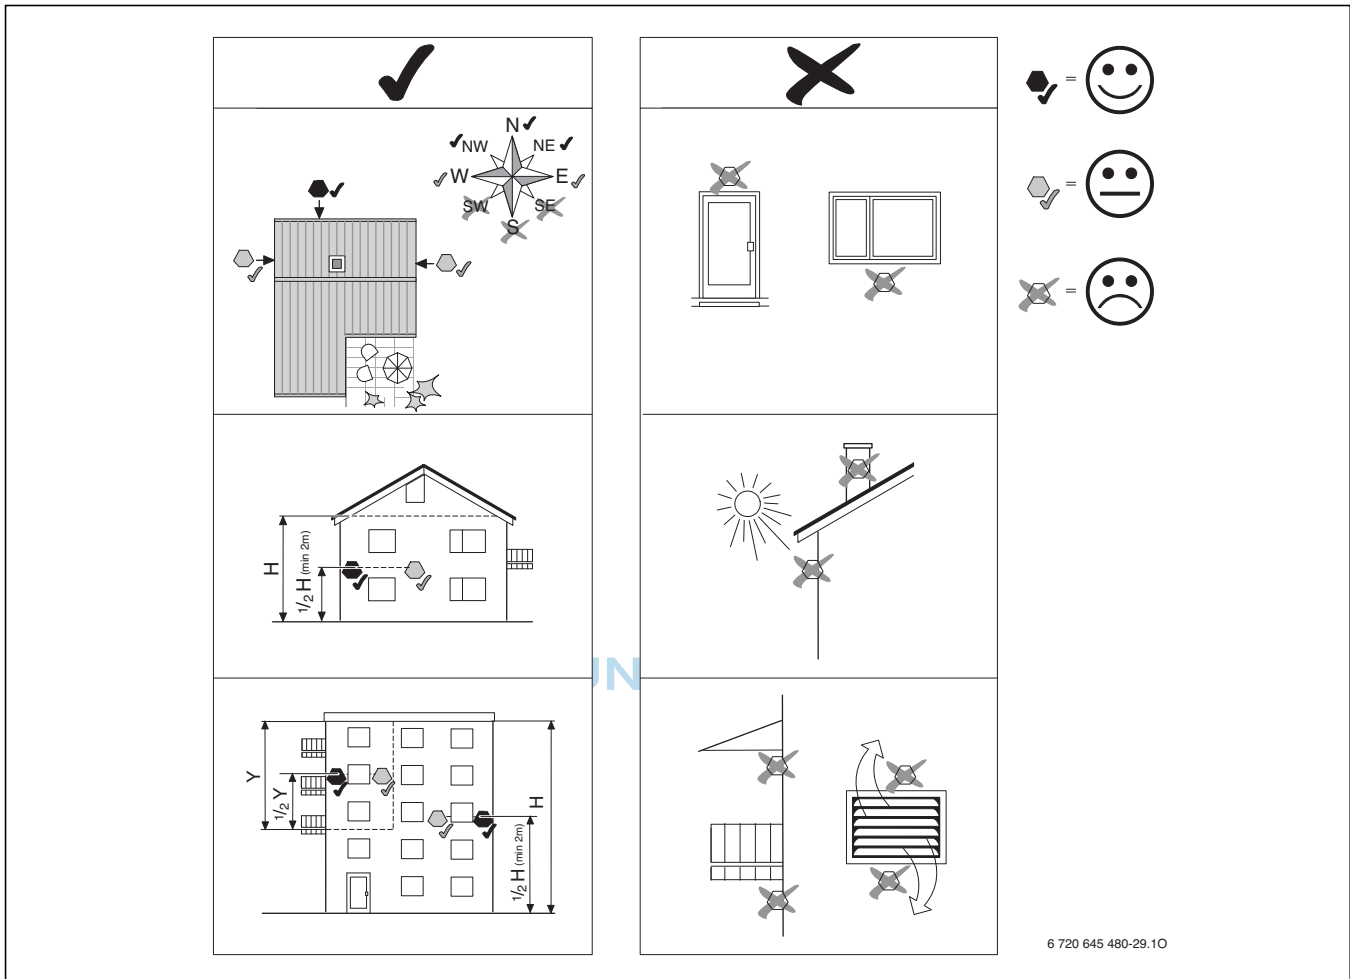 N
NW
NE
W
E
SW
SE
S
=
=
=
H
1/2 H (min 2m)
UN
Y
1/2 Y
H
1/2 H (min 2m)
6 720 645 480-29.1O